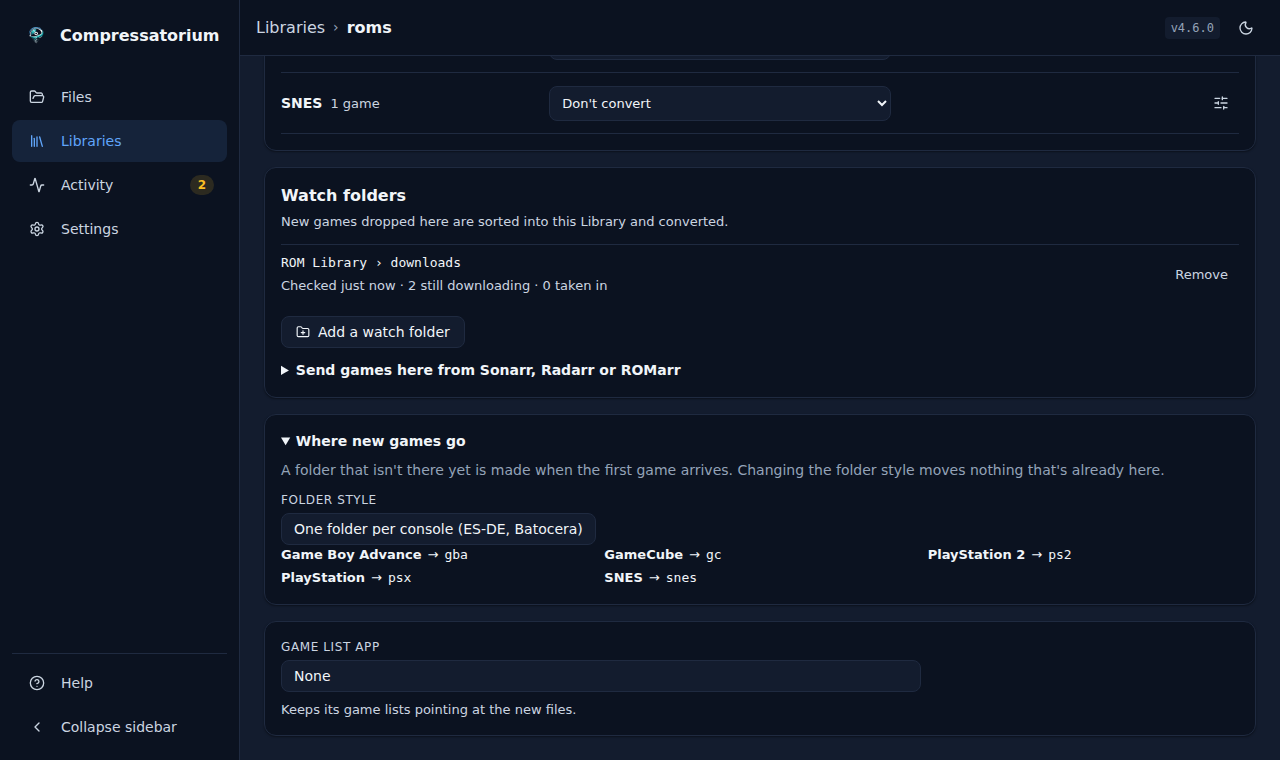 Compressatorium
Libraries › roms
v4.6.0
Files
Libraries
Activity 2
Settings
Help
Collapse sidebar
SNES 1 game
Don't convert
Watch folders
New games dropped here are sorted into this Library and converted.
ROM Library › downloads
Checked just now · 2 still downloading · 0 taken in
Remove
Add a watch folder
Send games here from Sonarr, Radarr or ROMarr
Where new games go
A folder that isn't there yet is made when the first game arrives. Changing the folder style moves nothing that's already here.
FOLDER STYLE
One folder per console (ES-DE, Batocera)
Game Boy Advance → gba
GameCube → gc
PlayStation 2 → ps2
PlayStation → psx
SNES → snes
GAME LIST APP
None
Keeps its game lists pointing at the new files.